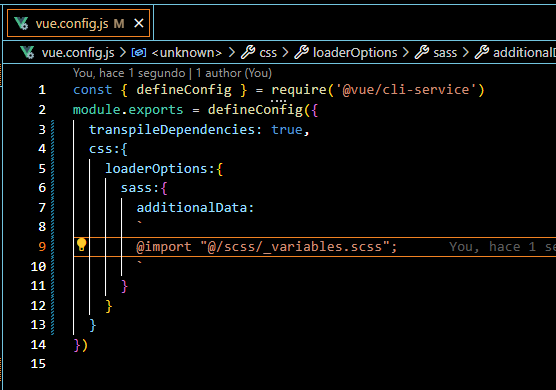 vue.config.js M
vue.config.js > <unknown> > css > loaderOptions > sass > additionalD
You, hace 1 segundo | 1 author (You)
1 const { defineConfig } = require('@vue/cli-service')
2 module.exports = defineConfig({
3 transpileDependencies: true,
4 css:{
5 loaderOptions:{
6 sass:{
7 additionalData:
8 `
9 @import "@/scss/_variables.scss"; You, hace 1 se
10 `
11 }
12 }
13 }
14 })
15